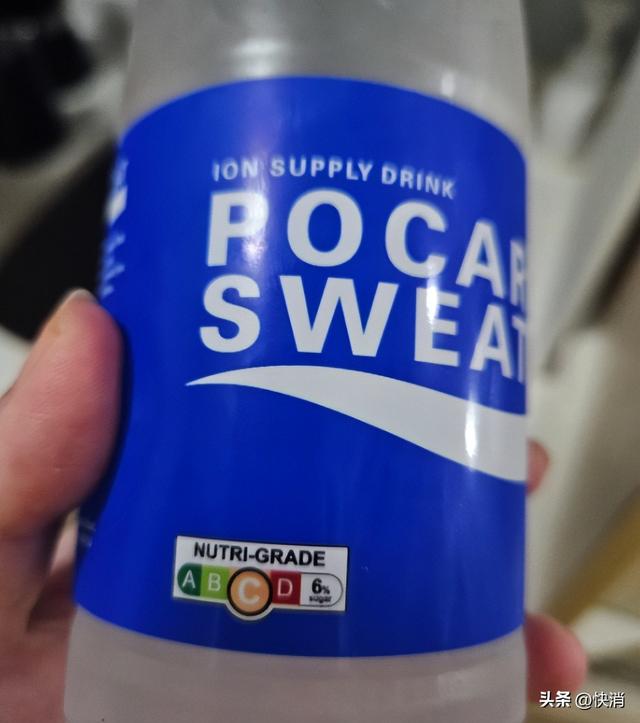 ION SUPPLY DRINK
POCAR
SWEAT
NUTRI-GRADE
A B C D 6%
sugar
头条 @快消